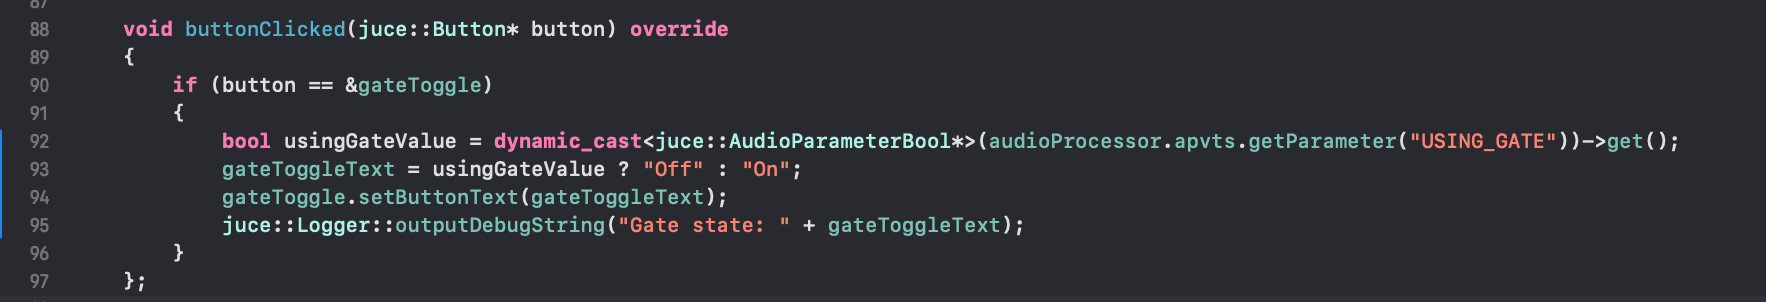 87
88 void buttonClicked(juce::Button* button) override
89 {
90 if (button == &gateToggle)
91 {
92 bool usingGateValue = dynamic_cast<juce::AudioParameterBool*>(audioProcessor.apvts.getParameter("USING_GATE"))->get();
93 gateToggleText = usingGateValue ? "Off" : "On";
94 gateToggle.setButtonText(gateToggleText);
95 juce::Logger::outputDebugString("Gate state: " + gateToggleText);
96 }
97 };